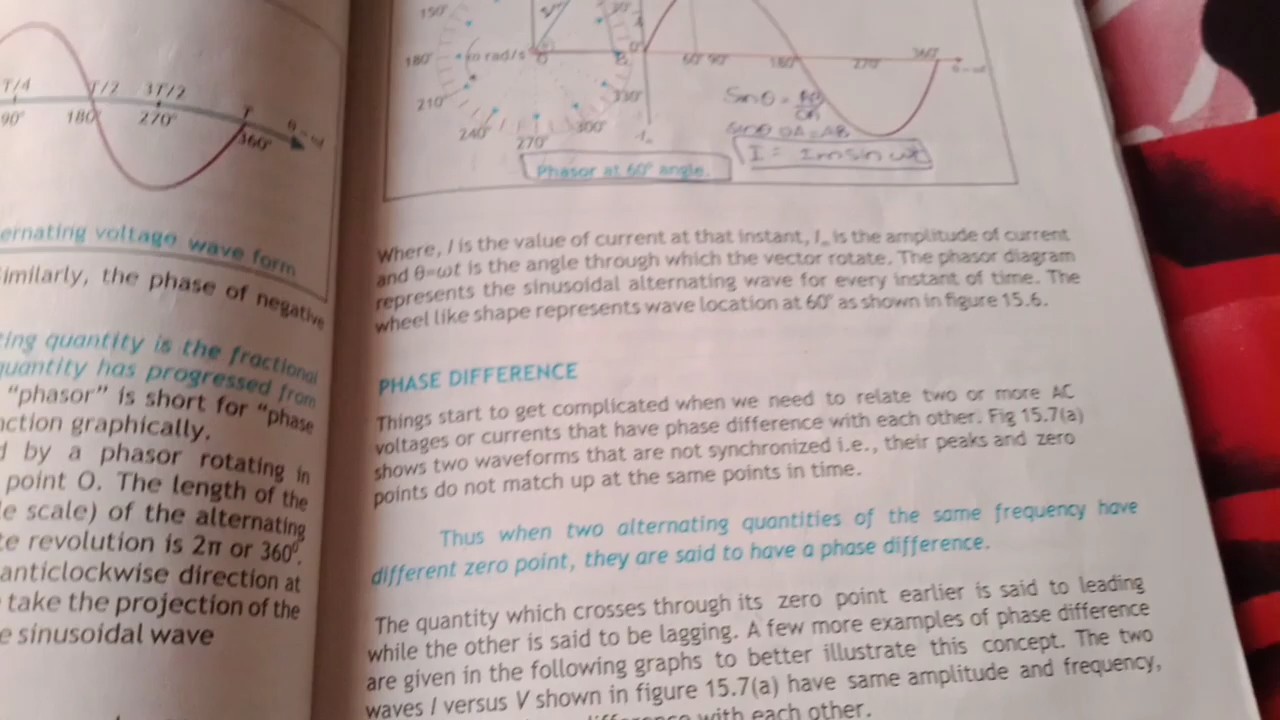 T/4 T/2 3T/2 T
90° 180° 270° 360°
ernating voltage wave form
Similarly, the phase of negative
ting quantity is the fractional
quantity has progressed from
"phasor" is short for "phase
nction graphically.
d by a phasor rotating in
point O. The length of the
le scale) of the alternating
te revolution is 2π or 360°.
anticlockwise direction at
take the projection of the
e sinusoidal wave
150°
180°
210°
240°
270°
300°
330°
rad/s
0°
60° 90°
180°
270°
360°
Sinθ =
I = Im sin ωt
Phasor at 60° angle.
Where, I is the value of current at that instant, Iₘ is the amplitude of current
and θ=ωt is the angle through which the vector rotate. The phasor diagram
represents the sinusoidal alternating wave for every instant of time. The
wheel like shape represents wave location at 60° as shown in figure 15.6.
PHASE DIFFERENCE
Things start to get complicated when we need to relate two or more AC
voltages or currents that have phase difference with each other. Fig 15.7(a)
shows two waveforms that are not synchronized i.e., their peaks and zero
points do not match up at the same points in time.
Thus when two alternating quantities of the same frequency have
different zero point, they are said to have a phase difference.
The quantity which crosses through its zero point earlier is said to leading
while the other is said to be lagging. A few more examples of phase difference
are given in the following graphs to better illustrate this concept. The two
waves I versus V shown in figure 15.7(a) have same amplitude and frequency,
with each other.